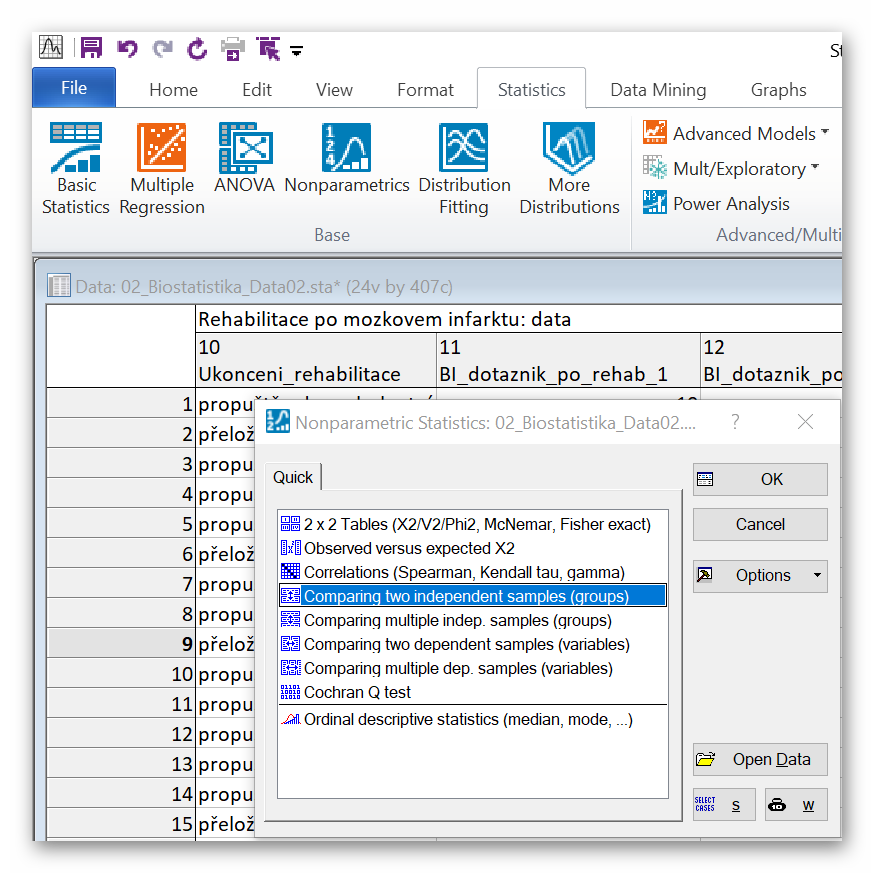 St
File Home Edit View Format Statistics Data Mining Graphs
Basic Statistics
Multiple Regression
ANOVA
Nonparametrics
Distribution Fitting
More Distributions
Advanced Models
Mult/Exploratory
Power Analysis
Base
Advanced/Multi
Data: 02_Biostatistika_Data02.sta* (24v by 407c)
Rehabilitace po mozkovem infarktu: data
10 11 12
Ukonceni_rehabilitace BI_dotaznik_po_rehab_1 BI_dotaznik_po
1
2 přelož
3 propu
4 propu
5 propu
6 přelož
7 propu
8 propu
9 přelož
10 propu
11 propu
12 propu
13 propu
14 propu
15 přelož
Nonparametric Statistics: 02_Biostatistika_Data02.... ?
Quick
2 x 2 Tables (X2/V2/Phi2, McNemar, Fisher exact)
Observed versus expected X2
Correlations (Spearman, Kendall tau, gamma)
Comparing two independent samples (groups)
Comparing multiple indep. samples (groups)
Comparing two dependent samples (variables)
Comparing multiple dep. samples (variables)
Cochran Q test
Ordinal descriptive statistics (median, mode, ...)
OK
Cancel
Options
Open Data
SELECT CASES S
W